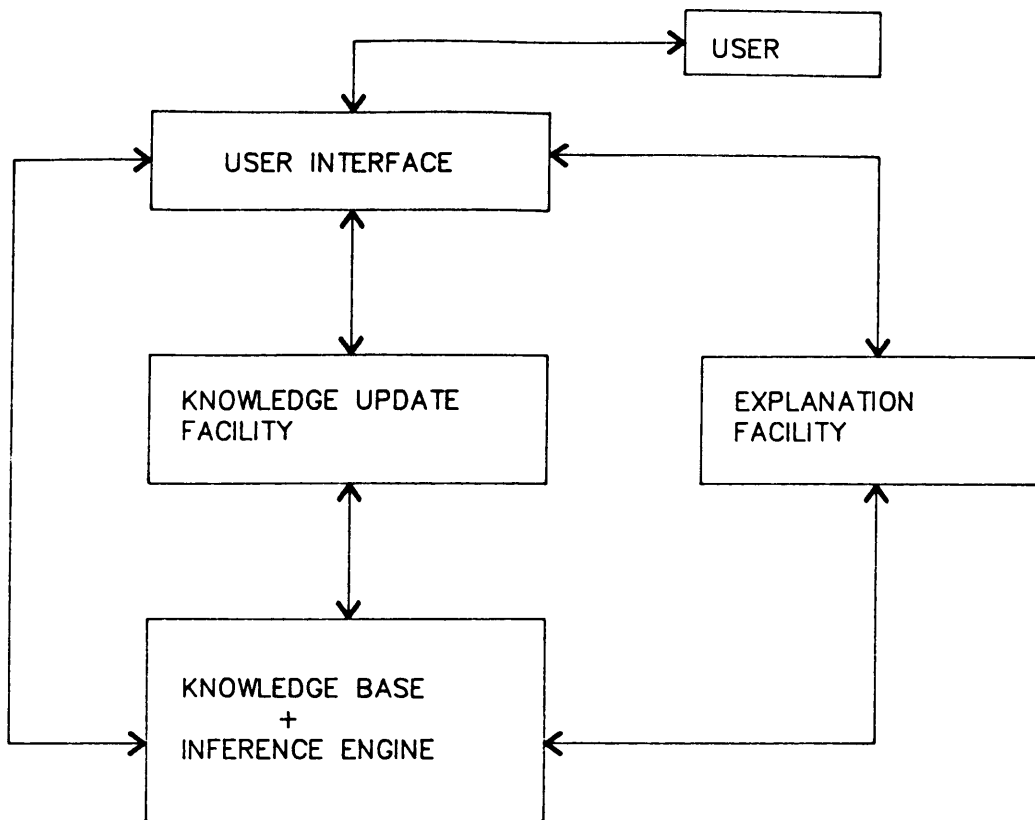 USER
USER INTERFACE
KNOWLEDGE UPDATE
FACILITY
EXPLANATION
FACILITY
KNOWLEDGE BASE
+
INFERENCE ENGINE